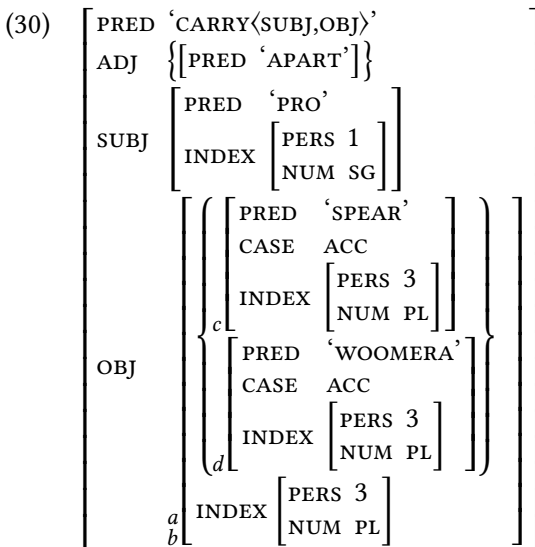 (30)
PRED ‘CARRY⟨SUBJ,OBJ⟩’
ADJ {[PRED ‘APART’]}
PRED ‘PRO’
SUBJ
INDEX [PERS 1
NUM SG]
PRED ‘SPEAR’
CASE ACC
INDEX [PERS 3
NUM PL]
c
OBJ
PRED ‘WOOMERA’
CASE ACC
INDEX [PERS 3
NUM PL]
d
INDEX [PERS 3
NUM PL]
a
b